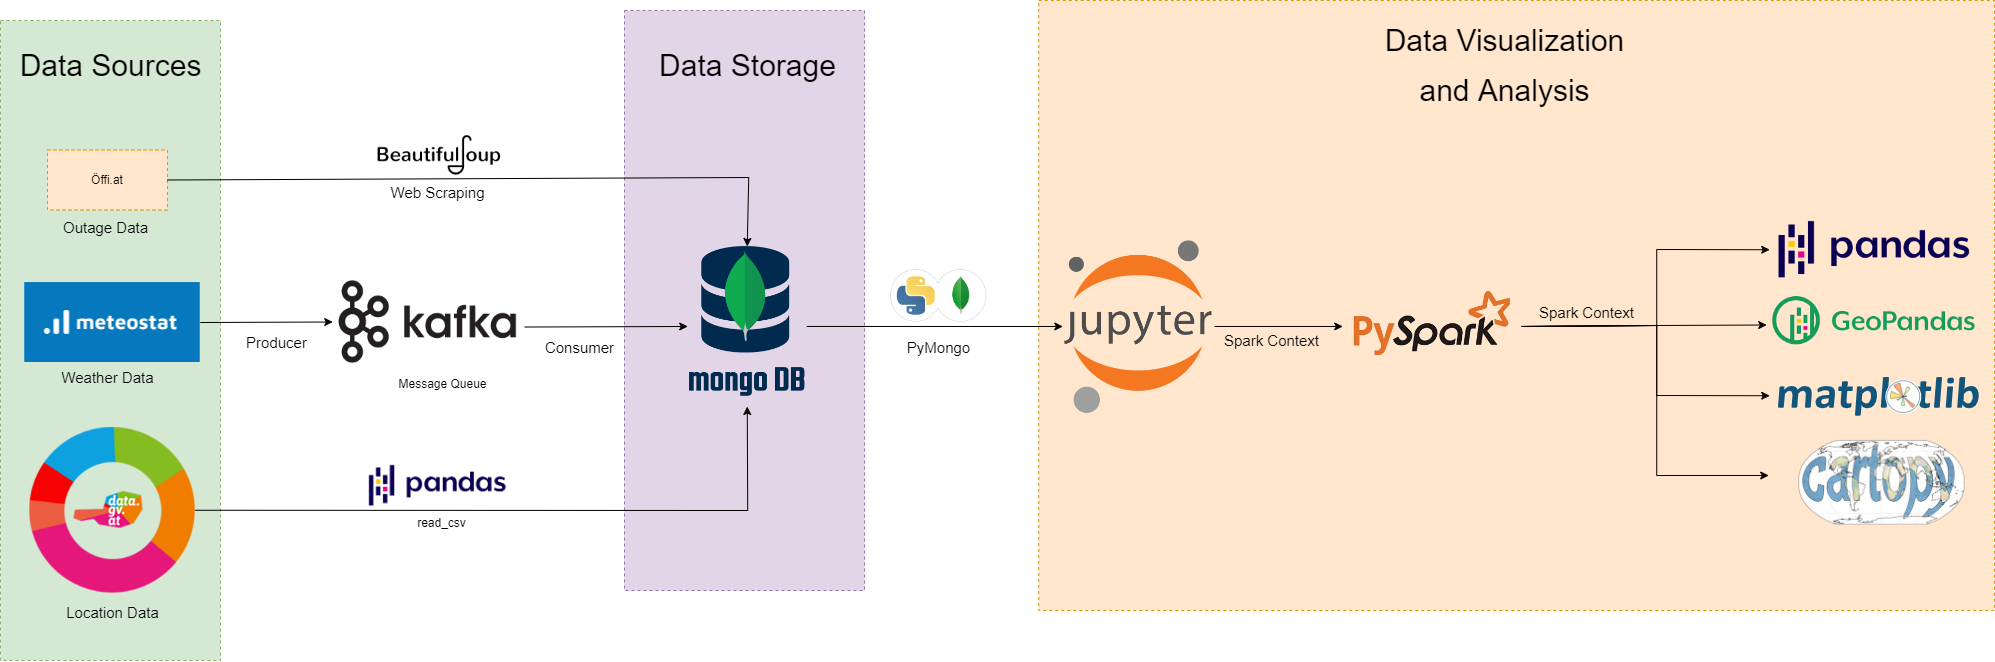 Data Sources
Öffi.at
Outage Data
meteostat
Weather Data
data.
gv.
at
Location Data
BeautifulSoup
Web Scraping
Producer
kafka
Message Queue
Consumer
pandas
read_csv
Data Storage
mongo DB
PyMongo
Data Visualization
and Analysis
jupyter
Spark Context
PySpark
Spark Context
pandas
GeoPandas
matplotlib
cartopy